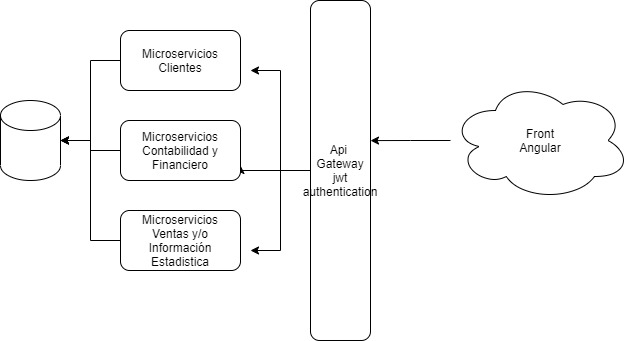 Microservicios
Clientes
Microservicios
Contabilidad y
Financiero
Microservicios
Ventas y/o
Información
Estadistica
Api
Gateway
jwt
authentication
Front
Angular